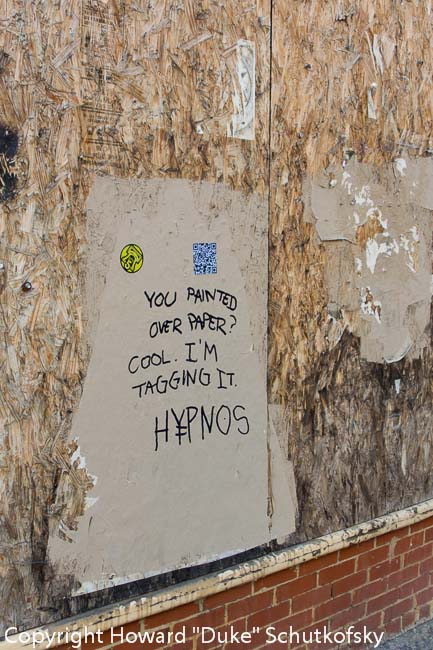 YOU PAINTED
OVER PAPER?
COOL. I'M
TAGGING IT.
H¥PNOS
Copyright Howard "Duke" Schutkofsky